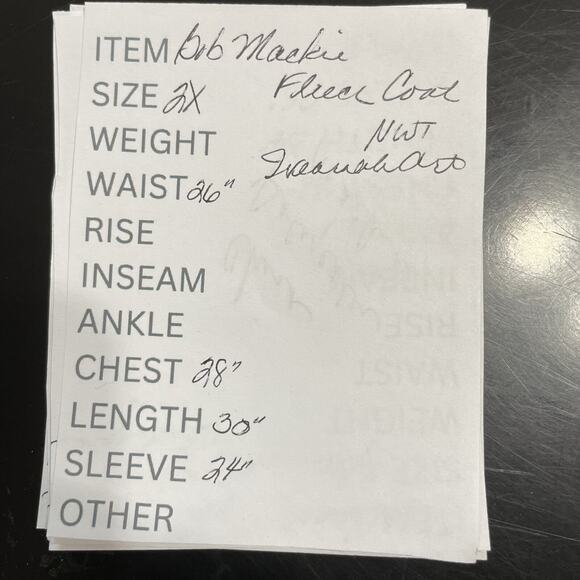 ITEM Bob Mackie
SIZE 2X Fleece Coat
WEIGHT NWT
WAIST 26"
RISE
INSEAM
ANKLE
CHEST 28"
LENGTH 30"
SLEEVE 24"
OTHER